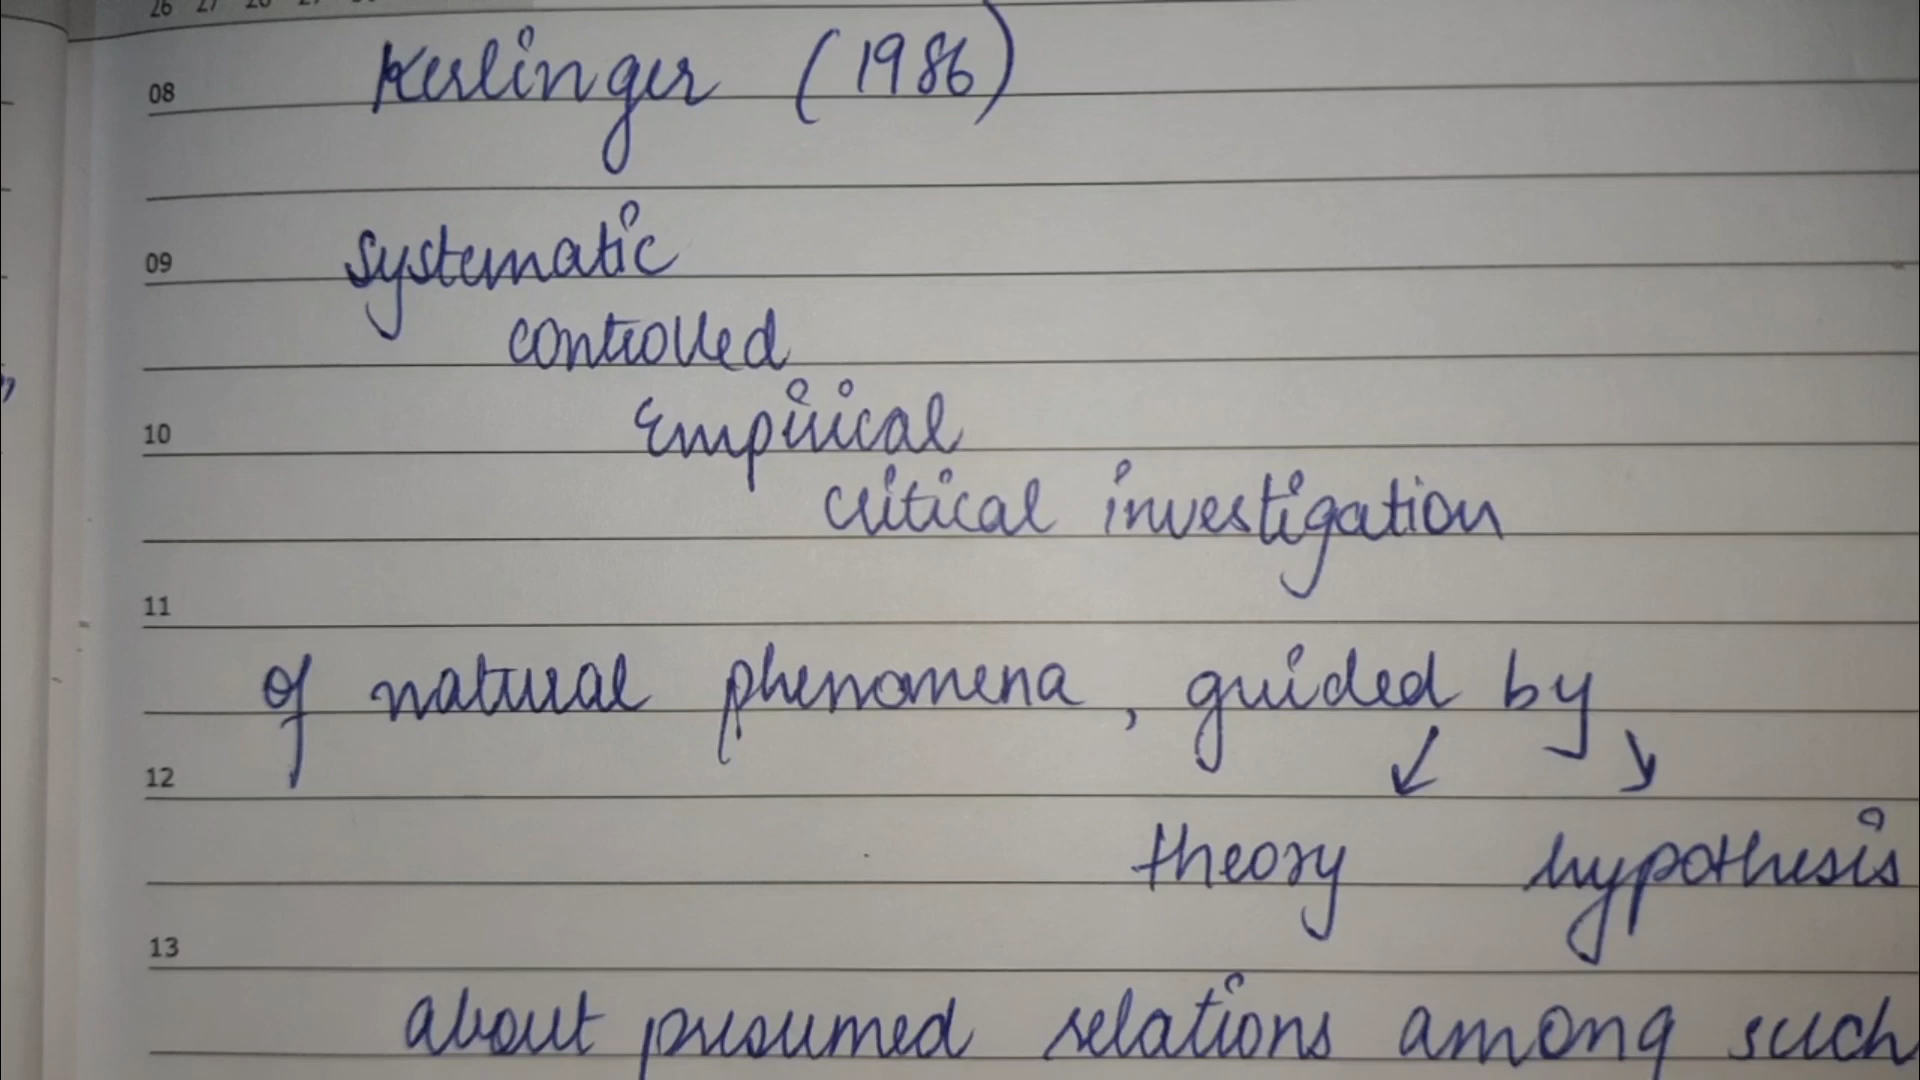 08 Kerlinger (1986)
09 systematic
controlled
10 Empirical
critical investigation
11
of natural phenomena, guided by
12 ↙ ↘
theory hypothesis
13
about presumed relations among such